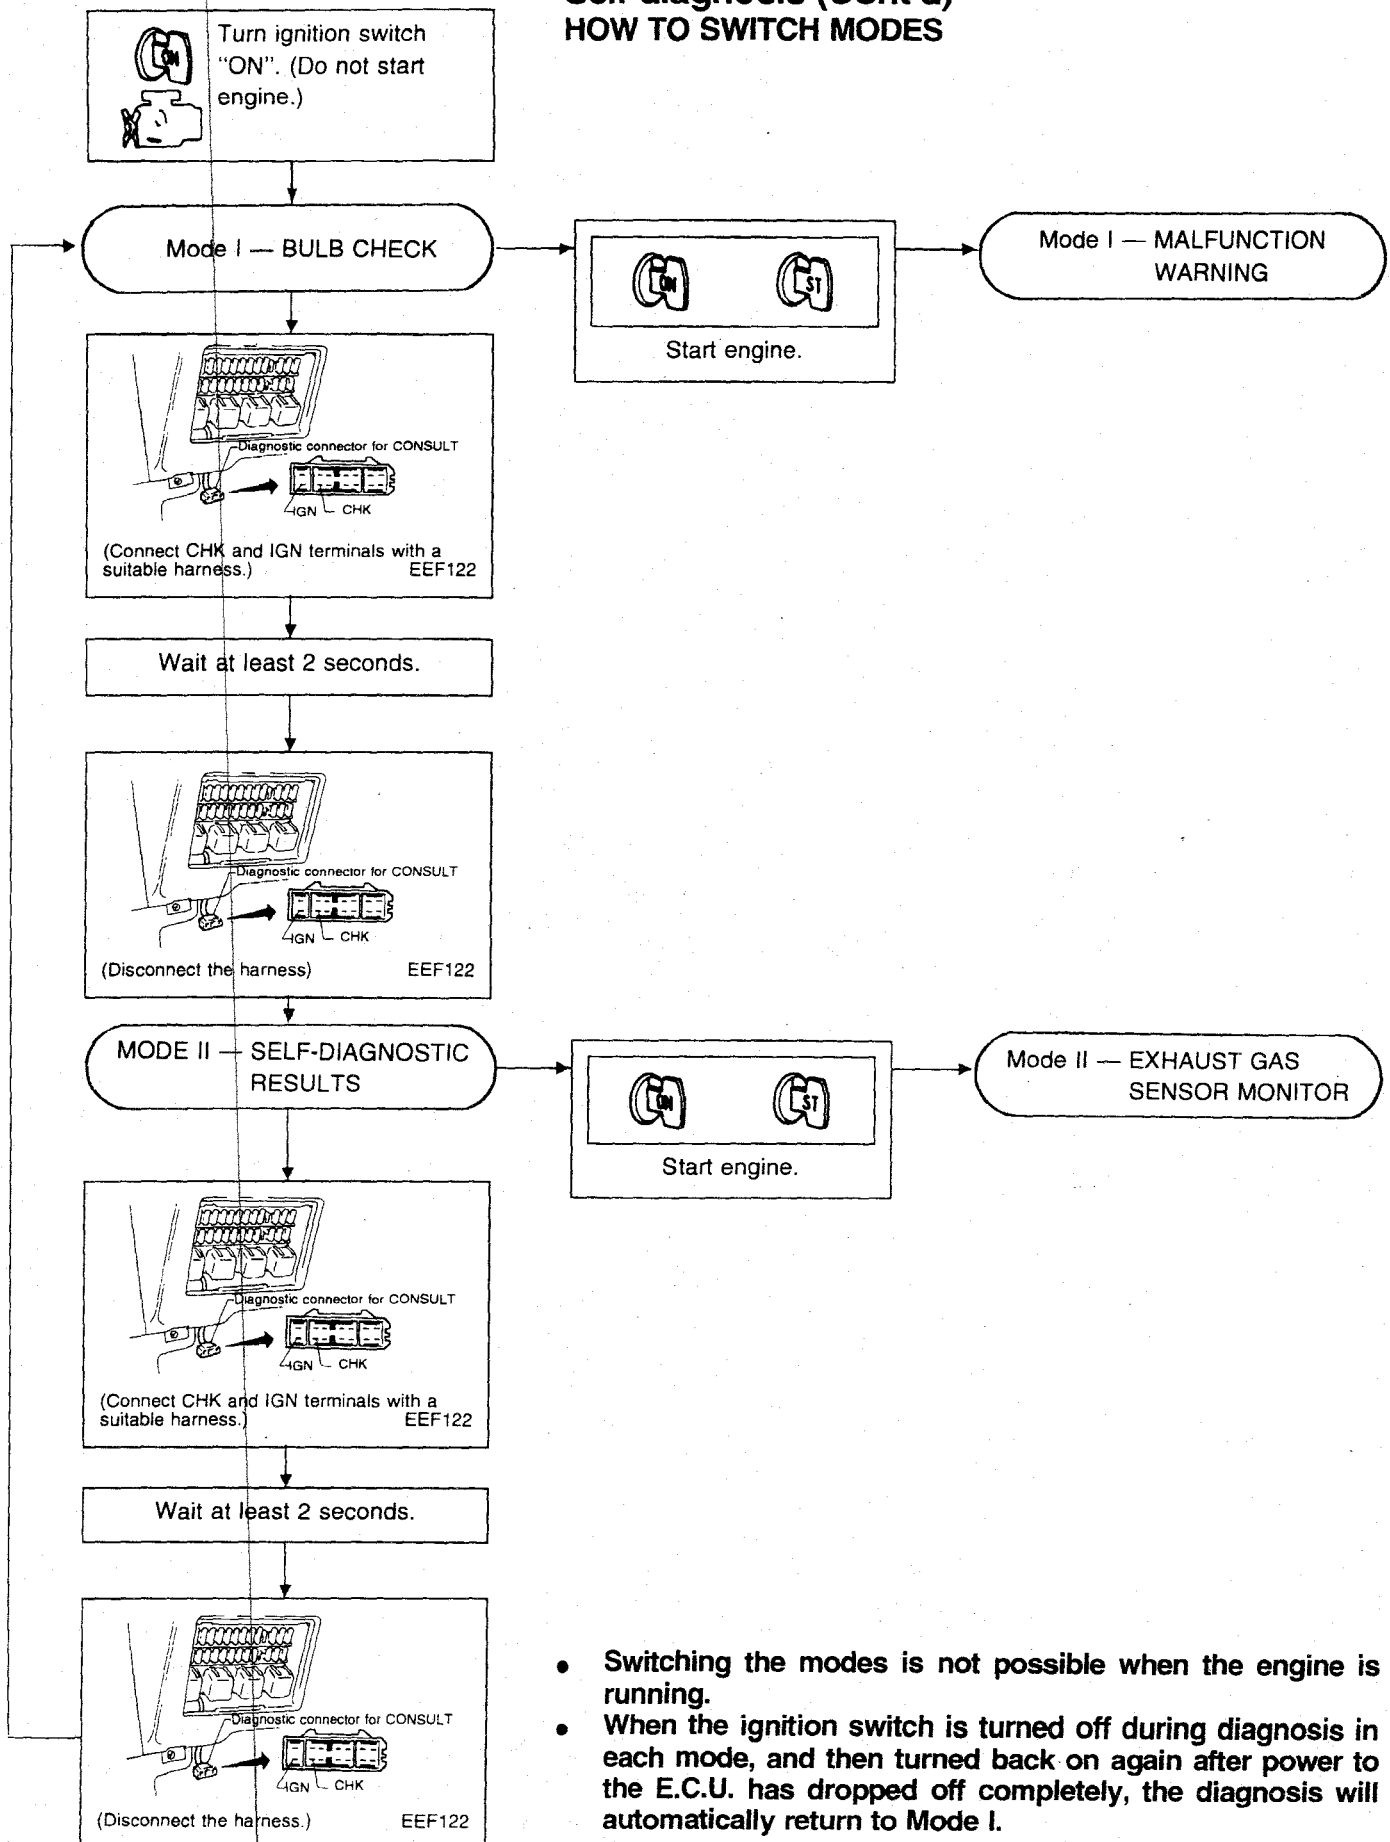 HOW TO SWITCH MODES
Turn ignition switch
"ON". (Do not start
engine.)
ON
Mode I — BULB CHECK
ON
ST
Start engine.
Mode I — MALFUNCTION
WARNING
Diagnostic connector for CONSULT
IGN
CHK
(Connect CHK and IGN terminals with a
suitable harness.)
EEF122
Wait at least 2 seconds.
Diagnostic connector for CONSULT
IGN
CHK
(Disconnect the harness)
EEF122
MODE II — SELF-DIAGNOSTIC
RESULTS
ON
ST
Start engine.
Mode II — EXHAUST GAS
SENSOR MONITOR
Diagnostic connector for CONSULT
IGN
CHK
(Connect CHK and IGN terminals with a
suitable harness.)
EEF122
Wait at least 2 seconds.
Diagnostic connector for CONSULT
IGN
CHK
(Disconnect the harness.)
EEF122
• Switching the modes is not possible when the engine is
running.
• When the ignition switch is turned off during diagnosis in
each mode, and then turned back on again after power to
the E.C.U. has dropped off completely, the diagnosis will
automatically return to Mode I.